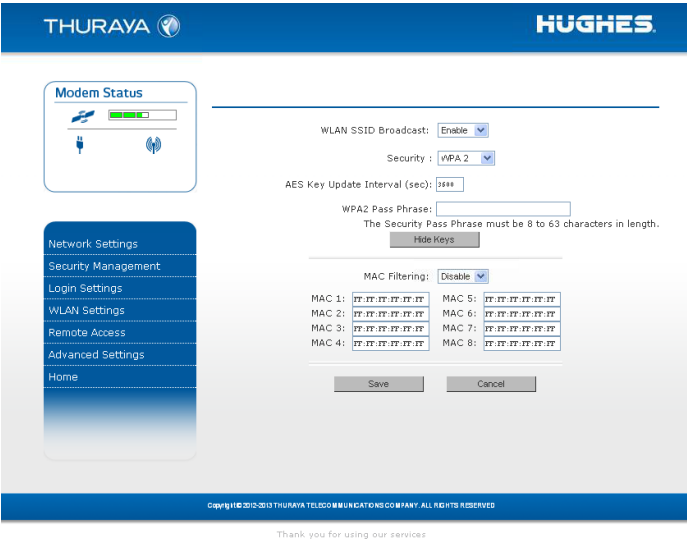 THURAYA
HUGHES.
Modem Status
Network Settings
Security Management
Login Settings
WLAN Settings
Remote Access
Advanced Settings
Home
WLAN SSID Broadcast: Enable
Security : WPA 2
AES Key Update Interval (sec): 3600
WPA2 Pass Phrase:
The Security Pass Phrase must be 8 to 63 characters in length.
Hide Keys
MAC Filtering: Disable
MAC 1: FF:FF:FF:FF:FF:FF MAC 5: FF:FF:FF:FF:FF:FF
MAC 2: FF:FF:FF:FF:FF:FF MAC 6: FF:FF:FF:FF:FF:FF
MAC 3: FF:FF:FF:FF:FF:FF MAC 7: FF:FF:FF:FF:FF:FF
MAC 4: FF:FF:FF:FF:FF:FF MAC 8: FF:FF:FF:FF:FF:FF
Save Cancel
Copyright© 2012-2013 THURAYA TELECOMMUNICATIONS COMPANY. ALL RIGHTS RESERVED
Thank you for using our services